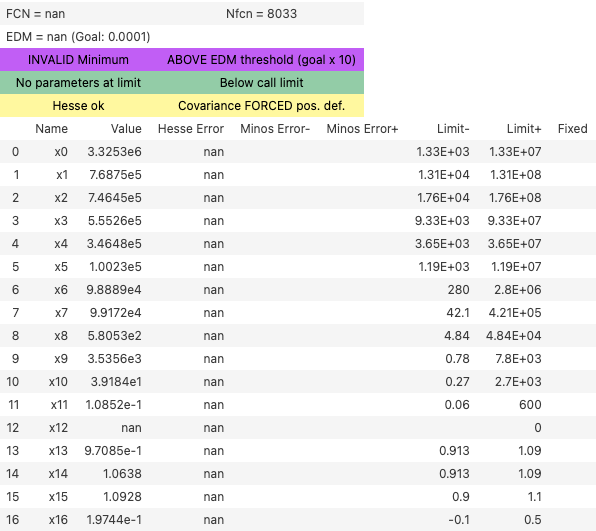 FCN = nan Nfcn = 8033
EDM = nan (Goal: 0.0001)
INVALID Minimum ABOVE EDM threshold (goal x 10)
No parameters at limit Below call limit
Hesse ok Covariance FORCED pos. def.
Name Value Hesse Error Minos Error- Minos Error+ Limit- Limit+ Fixed
0 x0 3.3253e6 nan 1.33E+03 1.33E+07
1 x1 7.6875e5 nan 1.31E+04 1.31E+08
2 x2 7.4645e5 nan 1.76E+04 1.76E+08
3 x3 5.5526e5 nan 9.33E+03 9.33E+07
4 x4 3.4648e5 nan 3.65E+03 3.65E+07
5 x5 1.0023e5 nan 1.19E+03 1.19E+07
6 x6 9.8889e4 nan 280 2.8E+06
7 x7 9.9172e4 nan 42.1 4.21E+05
8 x8 5.8053e2 nan 4.84 4.84E+04
9 x9 3.5356e3 nan 0.78 7.8E+03
10 x10 3.9184e1 nan 0.27 2.7E+03
11 x11 1.0852e-1 nan 0.06 600
12 x12 nan nan 0
13 x13 9.7085e-1 nan 0.913 1.09
14 x14 1.0638 nan 0.913 1.09
15 x15 1.0928 nan 0.9 1.1
16 x16 1.9744e-1 nan -0.1 0.5